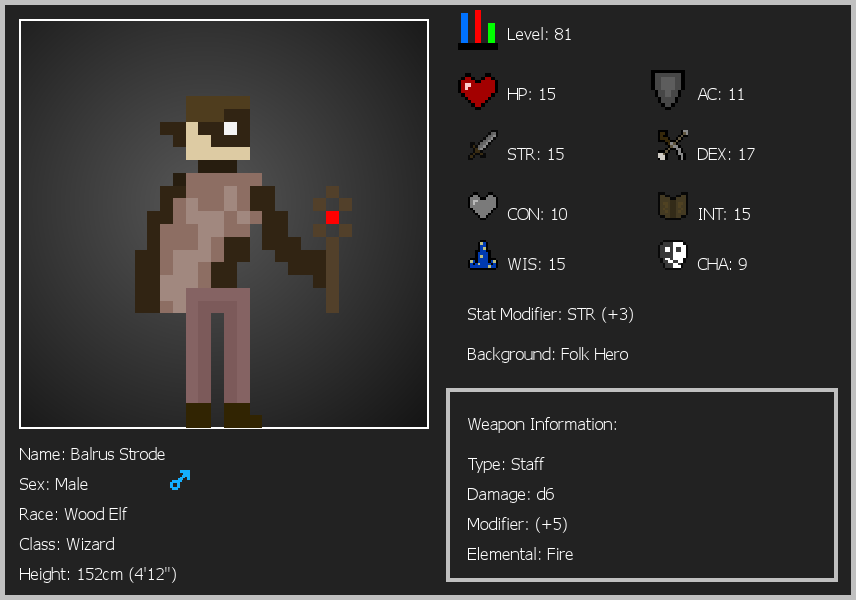 Level: 81
HP: 15
AC: 11
STR: 15
DEX: 17
CON: 10
INT: 15
WIS: 15
CHA: 9
Stat Modifier: STR (+3)
Background: Folk Hero
Weapon Information:
Type: Staff
Damage: d6
Modifier: (+5)
Elemental: Fire
Name: Balrus Strode
Sex: Male
Race: Wood Elf
Class: Wizard
Height: 152cm (4'12")